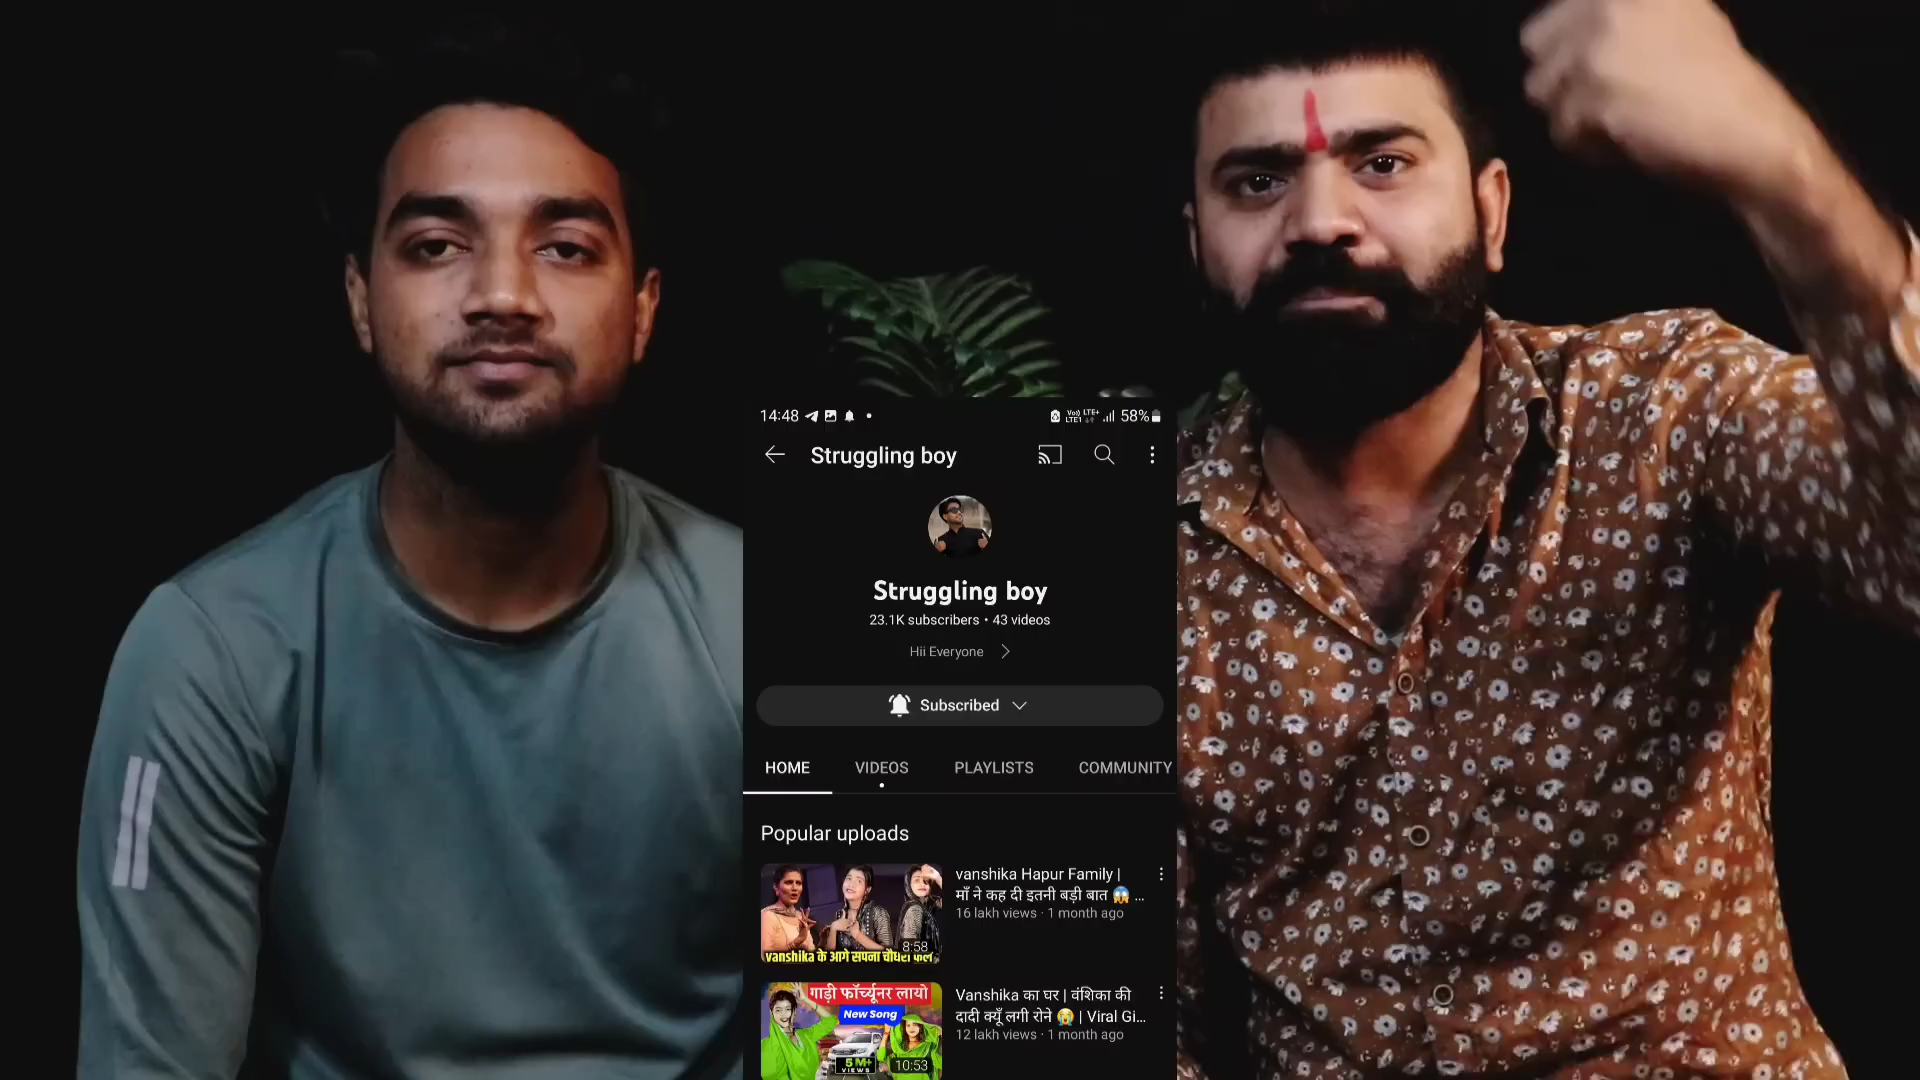 14:48
58%
Struggling boy
Struggling boy
23.1K subscribers • 43 videos
Hii Everyone
Subscribed
HOME VIDEOS PLAYLISTS COMMUNITY
Popular uploads
vanshika Hapur Family |
माँ ने कह दी इतनी बड़ी बात 😱 ...
16 lakh views · 1 month ago
8:58
vanshika के आगे सपना चौधरी फेल
Vanshika का घर | वंशिका की
दादी क्यूँ लगी रोने 😭 | Viral Gi...
12 lakh views · 1 month ago
गाड़ी फॉर्च्यूनर लायो
New Song
5 M+
VIEWS
10:53